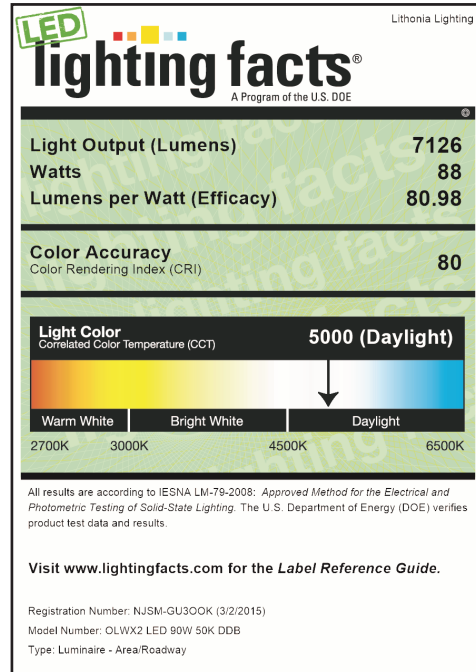 Lithonia Lighting
LED
lighting facts®
A Program of the U.S. DOE
Light Output (Lumens) 7126
Watts 88
Lumens per Watt (Efficacy) 80.98
Color Accuracy
Color Rendering Index (CRI) 80
Light Color
Correlated Color Temperature (CCT) 5000 (Daylight)
Warm White Bright White Daylight
2700K 3000K 4500K 6500K
All results are according to IESNA LM-79-2008: Approved Method for the Electrical and
Photometric Testing of Solid-State Lighting. The U.S. Department of Energy (DOE) verifies
product test data and results.
Visit www.lightingfacts.com for the Label Reference Guide.
Registration Number: NJSM-GU3OOK (3/2/2015)
Model Number: OLWX2 LED 90W 50K DDB
Type: Luminaire - Area/Roadway